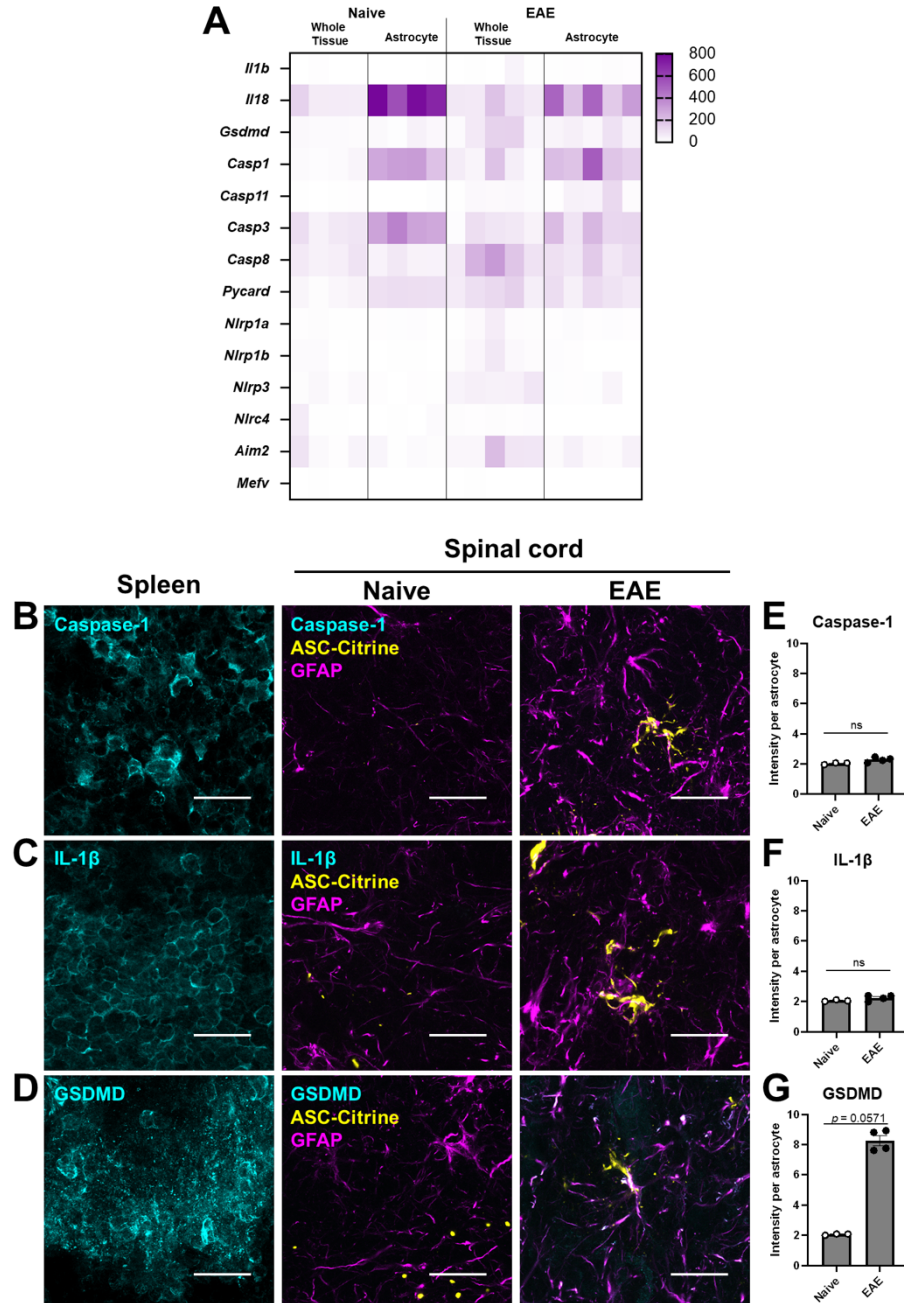 A
Naive
EAE
Whole
Tissue
Astrocyte
Whole
Tissue
Astrocyte
800
600
400
200
0
Il1b
Il18
Gsdmd
Casp1
Casp11
Casp3
Casp8
Pycard
Nlrp1a
Nlrp1b
Nlrp3
Nlrc4
Aim2
Mefv
Spinal cord
Spleen
Naive
EAE
B
Caspase-1
Caspase-1
ASC-Citrine
GFAP
E
Caspase-1
Intensity per astrocyte
10
8
6
4
2
0
ns
Naive
EAE
C
IL-1β
IL-1β
ASC-Citrine
GFAP
F
IL-1β
Intensity per astrocyte
10
8
6
4
2
0
ns
Naive
EAE
D
GSDMD
GSDMD
ASC-Citrine
GFAP
G
GSDMD
Intensity per astrocyte
10
8
6
4
2
0
p = 0.0571
Naive
EAE